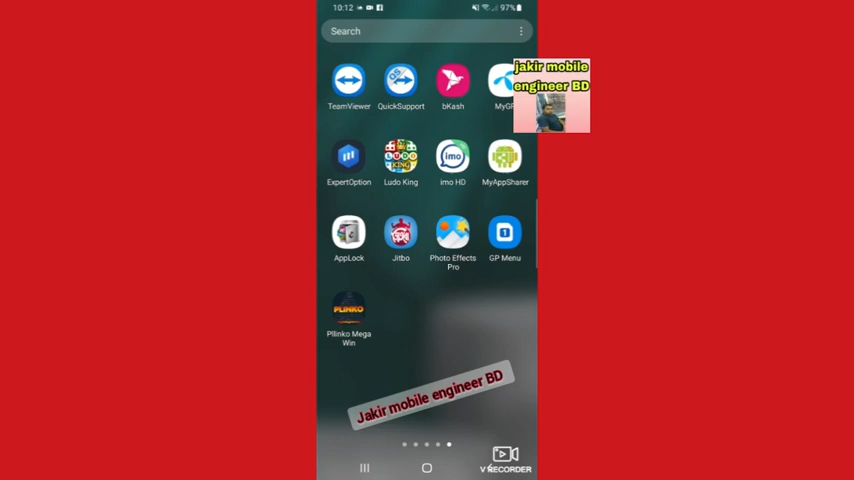 10:12
97%
Search
jakir mobile
engineer BD
TeamViewer
QuickSupport
bKash
MyGP
ExpertOption
Ludo King
imo HD
MyAppSharer
AppLock
Jitbo
Photo Effects
Pro
GP Menu
PLINKO
Pllinko Mega
Win
Jakir mobile engineer BD
V RECORDER